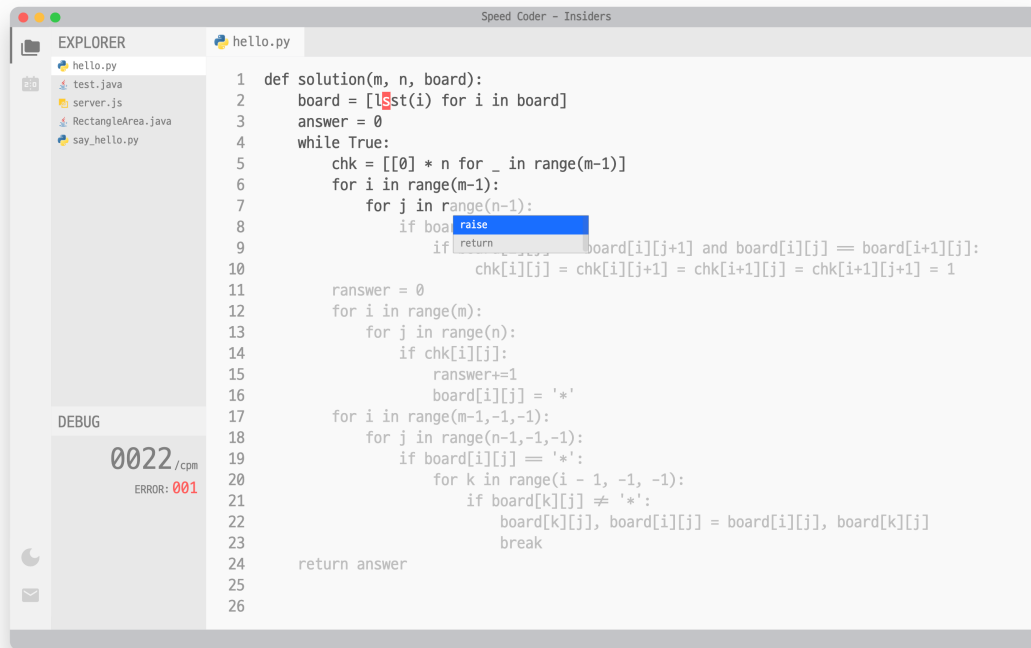 Speed Coder - Insiders
EXPLORER
hello.py
test.java
server.js
RectangleArea.java
say_hello.py
hello.py
1 def solution(m, n, board):
2 board = [lsst(i) for i in board]
3 answer = 0
4 while True:
5 chk = [[0] * n for _ in range(m-1)]
6 for i in range(m-1):
7 for j in range(n-1):
raise
return
8 if boar
9 if board[i][j+1] and board[i][j] == board[i+1][j]:
10 chk[i][j] = chk[i][j+1] = chk[i+1][j] = chk[i+1][j+1] = 1
11 ranswer = 0
12 for i in range(m):
13 for j in range(n):
14 if chk[i][j]:
15 ranswer+=1
16 board[i][j] = '*'
17 for i in range(m-1,-1,-1):
18 for j in range(n-1,-1,-1):
19 if board[i][j] == '*':
20 for k in range(i - 1, -1, -1):
21 if board[k][j] ≠ '*':
22 board[k][j], board[i][j] = board[i][j], board[k][j]
23 break
24 return answer
25
26
DEBUG
0022/cpm
ERROR: 001